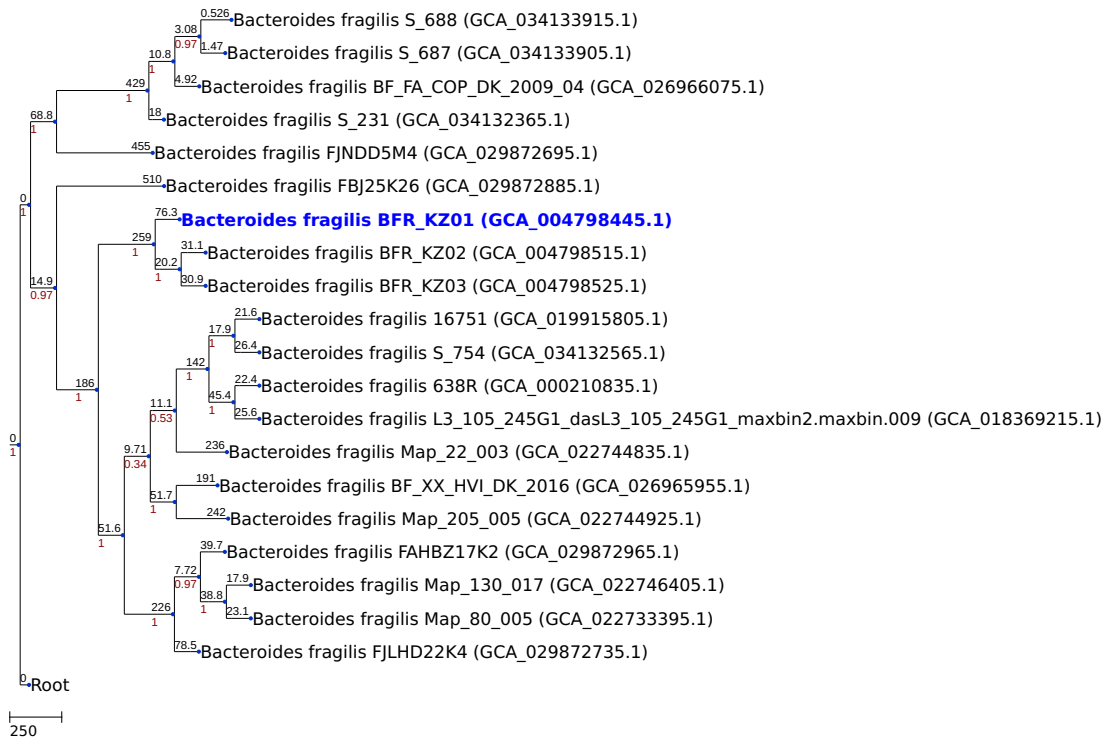 0.526
Bacteroides fragilis S_688 (GCA_034133915.1)
3.08
0.97
1.47
Bacteroides fragilis S_687 (GCA_034133905.1)
10.8
1
4.92
Bacteroides fragilis BF_FA_COP_DK_2009_04 (GCA_026966075.1)
429
1
18
Bacteroides fragilis S_231 (GCA_034132365.1)
68.8
1
455
Bacteroides fragilis FJNDD5M4 (GCA_029872695.1)
510
Bacteroides fragilis FBJ25K26 (GCA_029872885.1)
0
1
76.3
Bacteroides fragilis BFR_KZ01 (GCA_004798445.1)
259
1
31.1
Bacteroides fragilis BFR_KZ02 (GCA_004798515.1)
20.2
1
30.9
Bacteroides fragilis BFR_KZ03 (GCA_004798525.1)
14.9
0.97
21.6
Bacteroides fragilis 16751 (GCA_019915805.1)
17.9
1
26.4
Bacteroides fragilis S_754 (GCA_034132565.1)
142
1
22.4
Bacteroides fragilis 638R (GCA_000210835.1)
186
1
45.4
1
25.6
Bacteroides fragilis L3_105_245G1_dasL3_105_245G1_maxbin2.maxbin.009 (GCA_018369215.1)
11.1
0.53
236
Bacteroides fragilis Map_22_003 (GCA_022744835.1)
0
1
9.71
0.34
191
Bacteroides fragilis BF_XX_HVI_DK_2016 (GCA_026965955.1)
51.7
1
242
Bacteroides fragilis Map_205_005 (GCA_022744925.1)
51.6
1
39.7
Bacteroides fragilis FAHBZ17K2 (GCA_029872965.1)
7.72
0.97
17.9
Bacteroides fragilis Map_130_017 (GCA_022746405.1)
38.8
1
23.1
Bacteroides fragilis Map_80_005 (GCA_022733395.1)
226
1
78.5
Bacteroides fragilis FJLHD22K4 (GCA_029872735.1)
0
Root
250